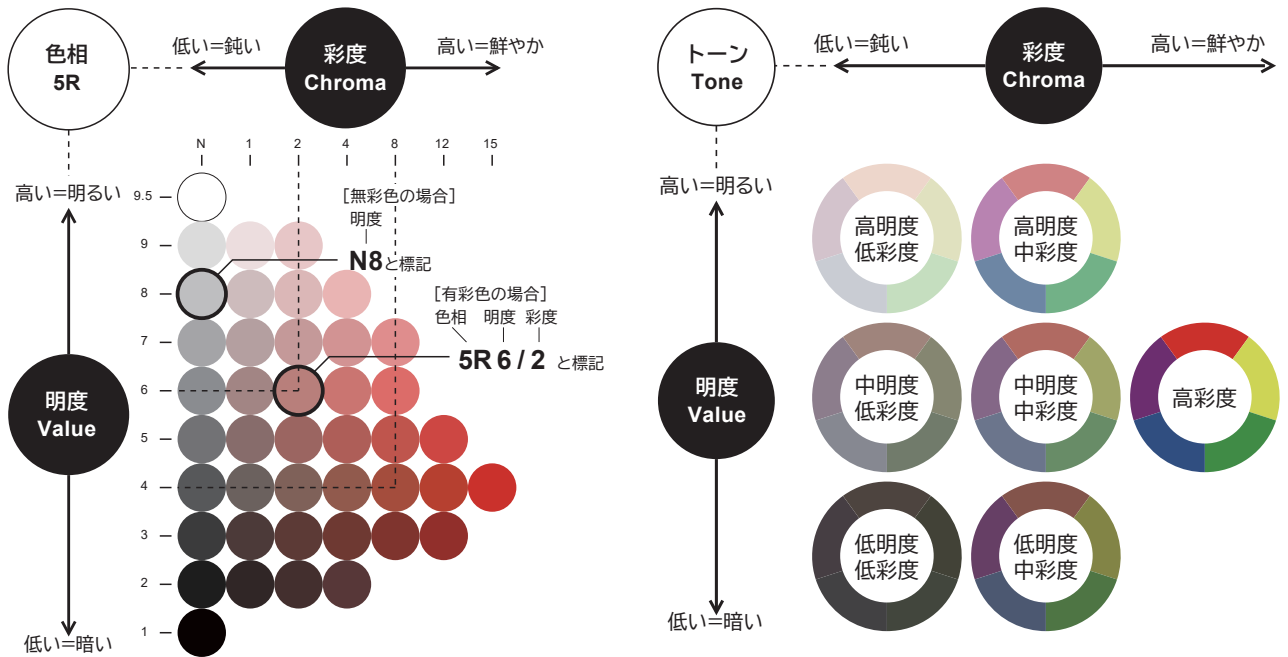 色相
5R
低い=鈍い
彩度
Chroma
高い=鮮やか
N 1 2 4 8 12 15
高い=明るい
9.5
9
8
7
6
5
4
3
2
1
[無彩色の場合]
明度
N8と標記
[有彩色の場合]
色相 明度 彩度
5R 6 / 2 と標記
明度
Value
低い=暗い
トーン
Tone
低い=鈍い
彩度
Chroma
高い=鮮やか
高い=明るい
明度
Value
低い=暗い
高明度
低彩度
高明度
中彩度
中明度
低彩度
中明度
中彩度
高彩度
低明度
低彩度
低明度
中彩度